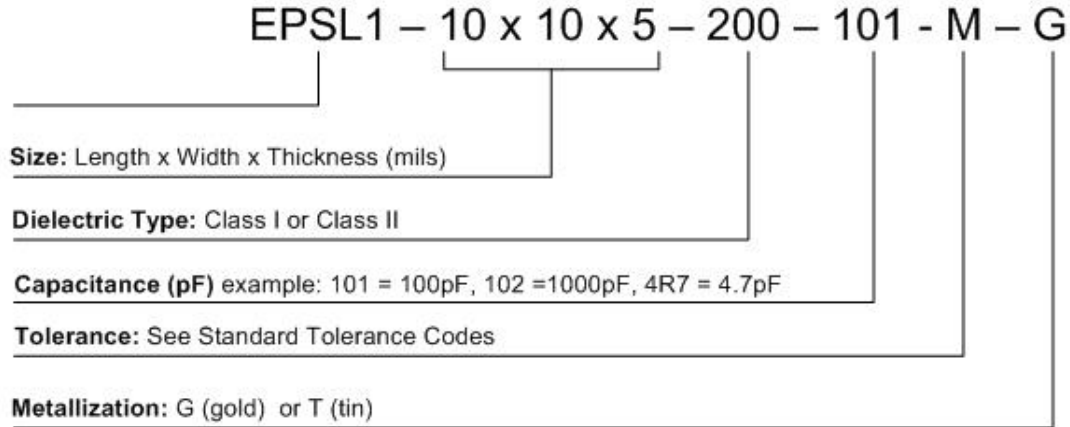 EPSL1 – 10 x 10 x 5 – 200 – 101 - M – G
Size: Length x Width x Thickness (mils)
Dielectric Type: Class I or Class II
Capacitance (pF) example: 101 = 100pF, 102 =1000pF, 4R7 = 4.7pF
Tolerance: See Standard Tolerance Codes
Metallization: G (gold) or T (tin)